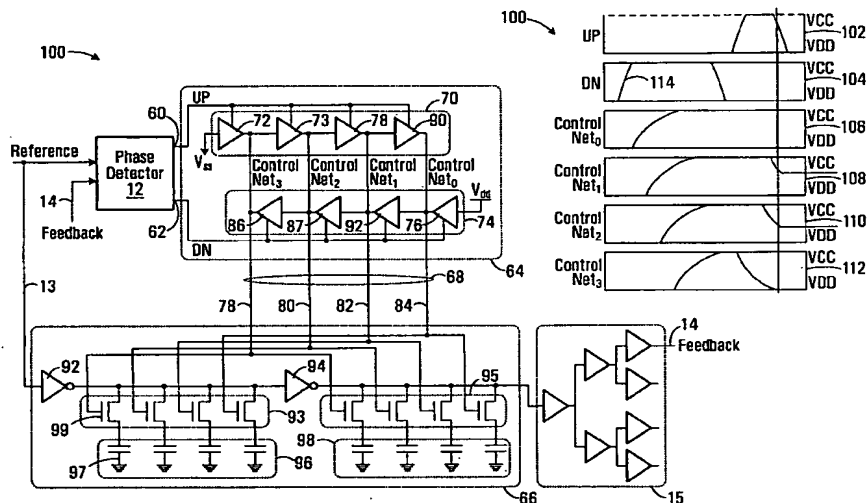 100
UP
70
72
73
78
90
60
Reference
Phase
Detector
12
V
Control
Net3
Control
Net2
Control
Net1
Control
Net0
Vdd
14
Feedback
62
86
87
92
76
74
DN
64
68
13
78
80
82
84
92
94
95
99
93
97
96
98
66
14
Feedback
15
100
UP
VCC
VDD
102
DN
114
VCC
VDD
104
Control
Net0
VCC
VDD
106
Control
Net1
VCC
VDD
108
Control
Net2
VCC
VDD
110
Control
Net3
VCC
VDD
112